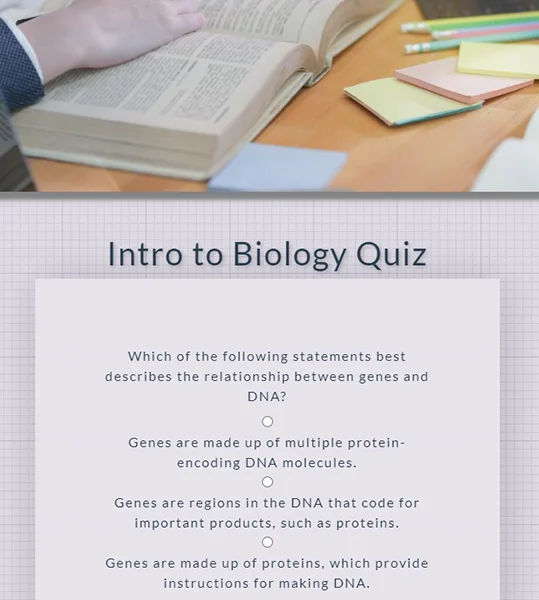 Intro to Biology Quiz
Which of the following statements best
describes the relationship between genes and
DNA?
Genes are made up of multiple protein-
encoding DNA molecules.
Genes are regions in the DNA that code for
important products, such as proteins.
Genes are made up of proteins, which provide
instructions for making DNA.